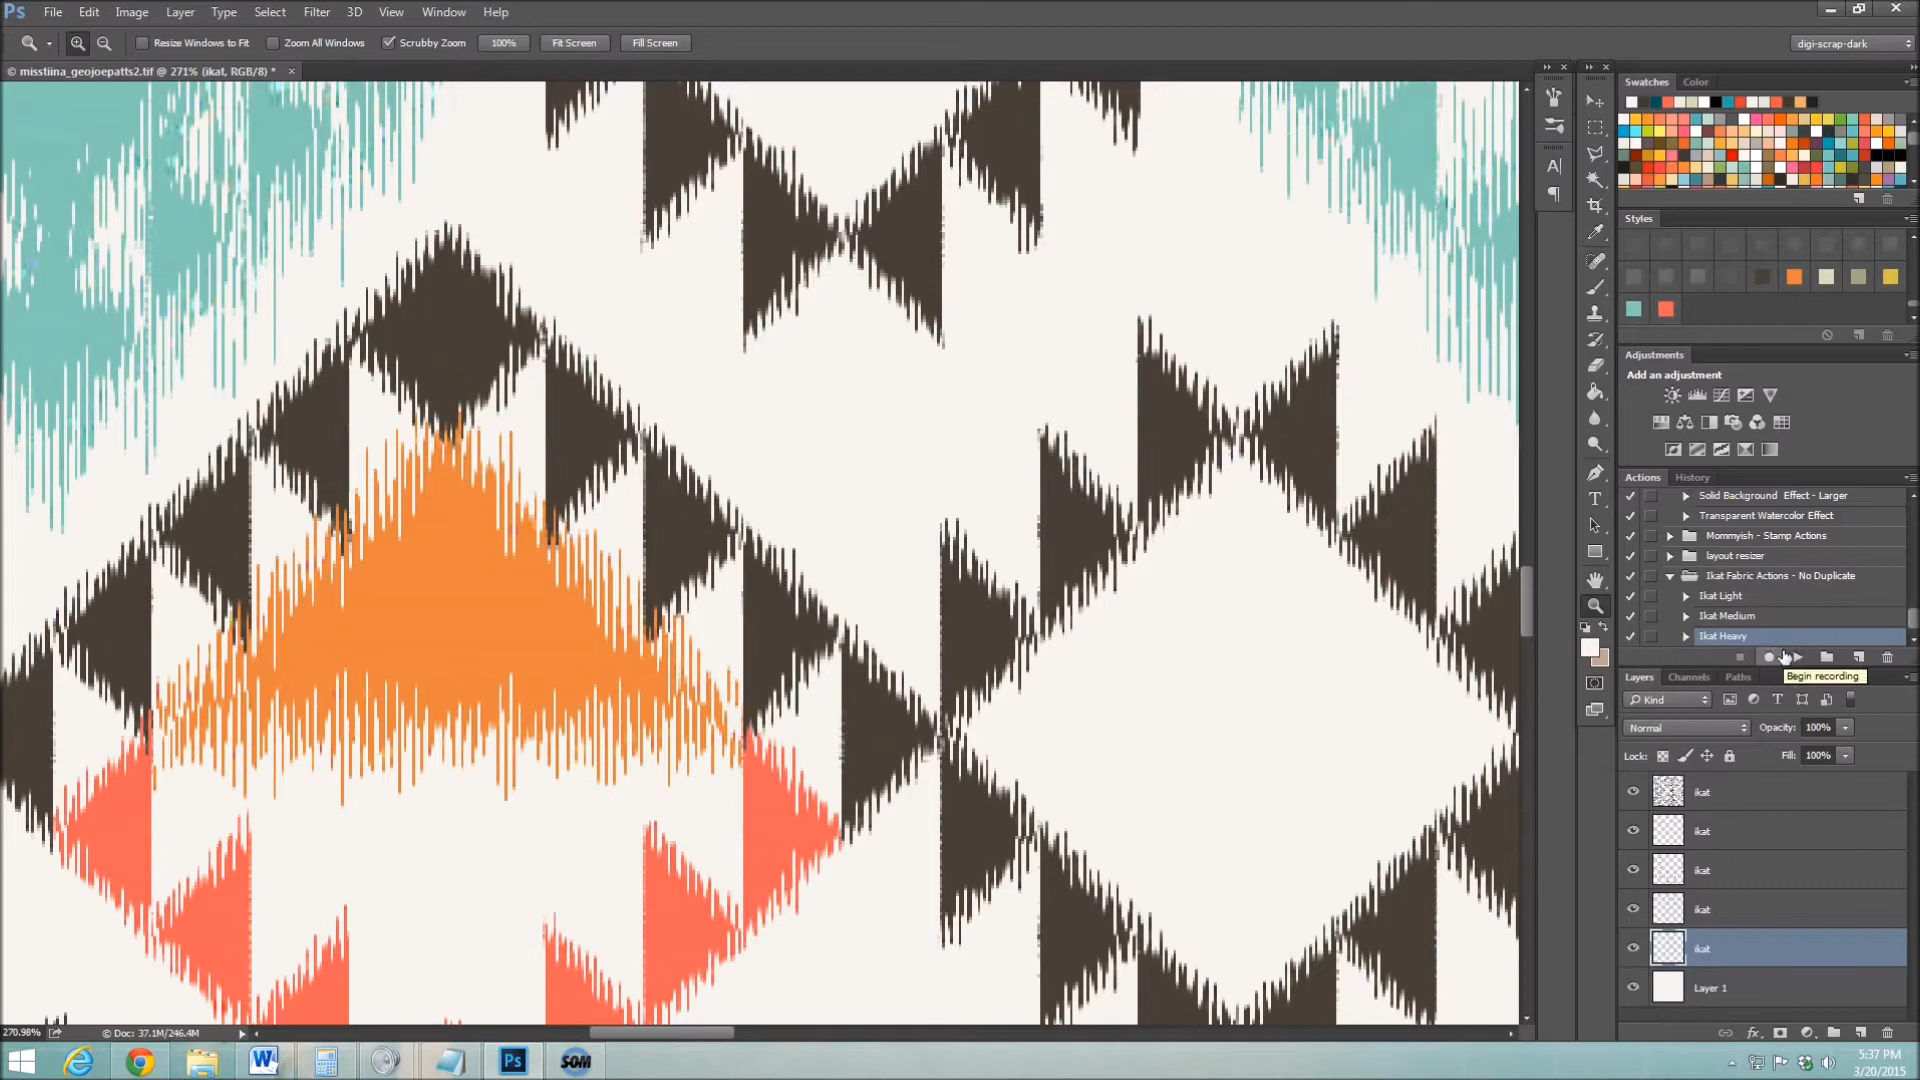 Ps File Edit Image Layer Type Select Filter 3D View Window Help
Resize Windows to Fit Zoom All Windows Scrubby Zoom 100% Fit Screen Fill Screen digi-scrap-dark
© misstiina_geojoepatts2.tif @ 271% (ikat, RGB/8) * ×
Swatches Color
Styles
Adjustments
Add an adjustment
Actions History
Solid Background Effect - Larger
Transparent Watercolor Effect
Mommyish - Stamp Actions
layout resizer
Ikat Fabric Actions - No Duplicate
Ikat Light
Ikat Medium
Ikat Heavy
Begin recording
Layers Channels Paths
Kind
Normal Opacity: 100%
Lock: Fill: 100%
ikat
ikat
ikat
ikat
ikat
Layer 1
fx
270.98% © Doc: 37.1M/246.4M
Ps SOM
5:37 PM
3/20/2015